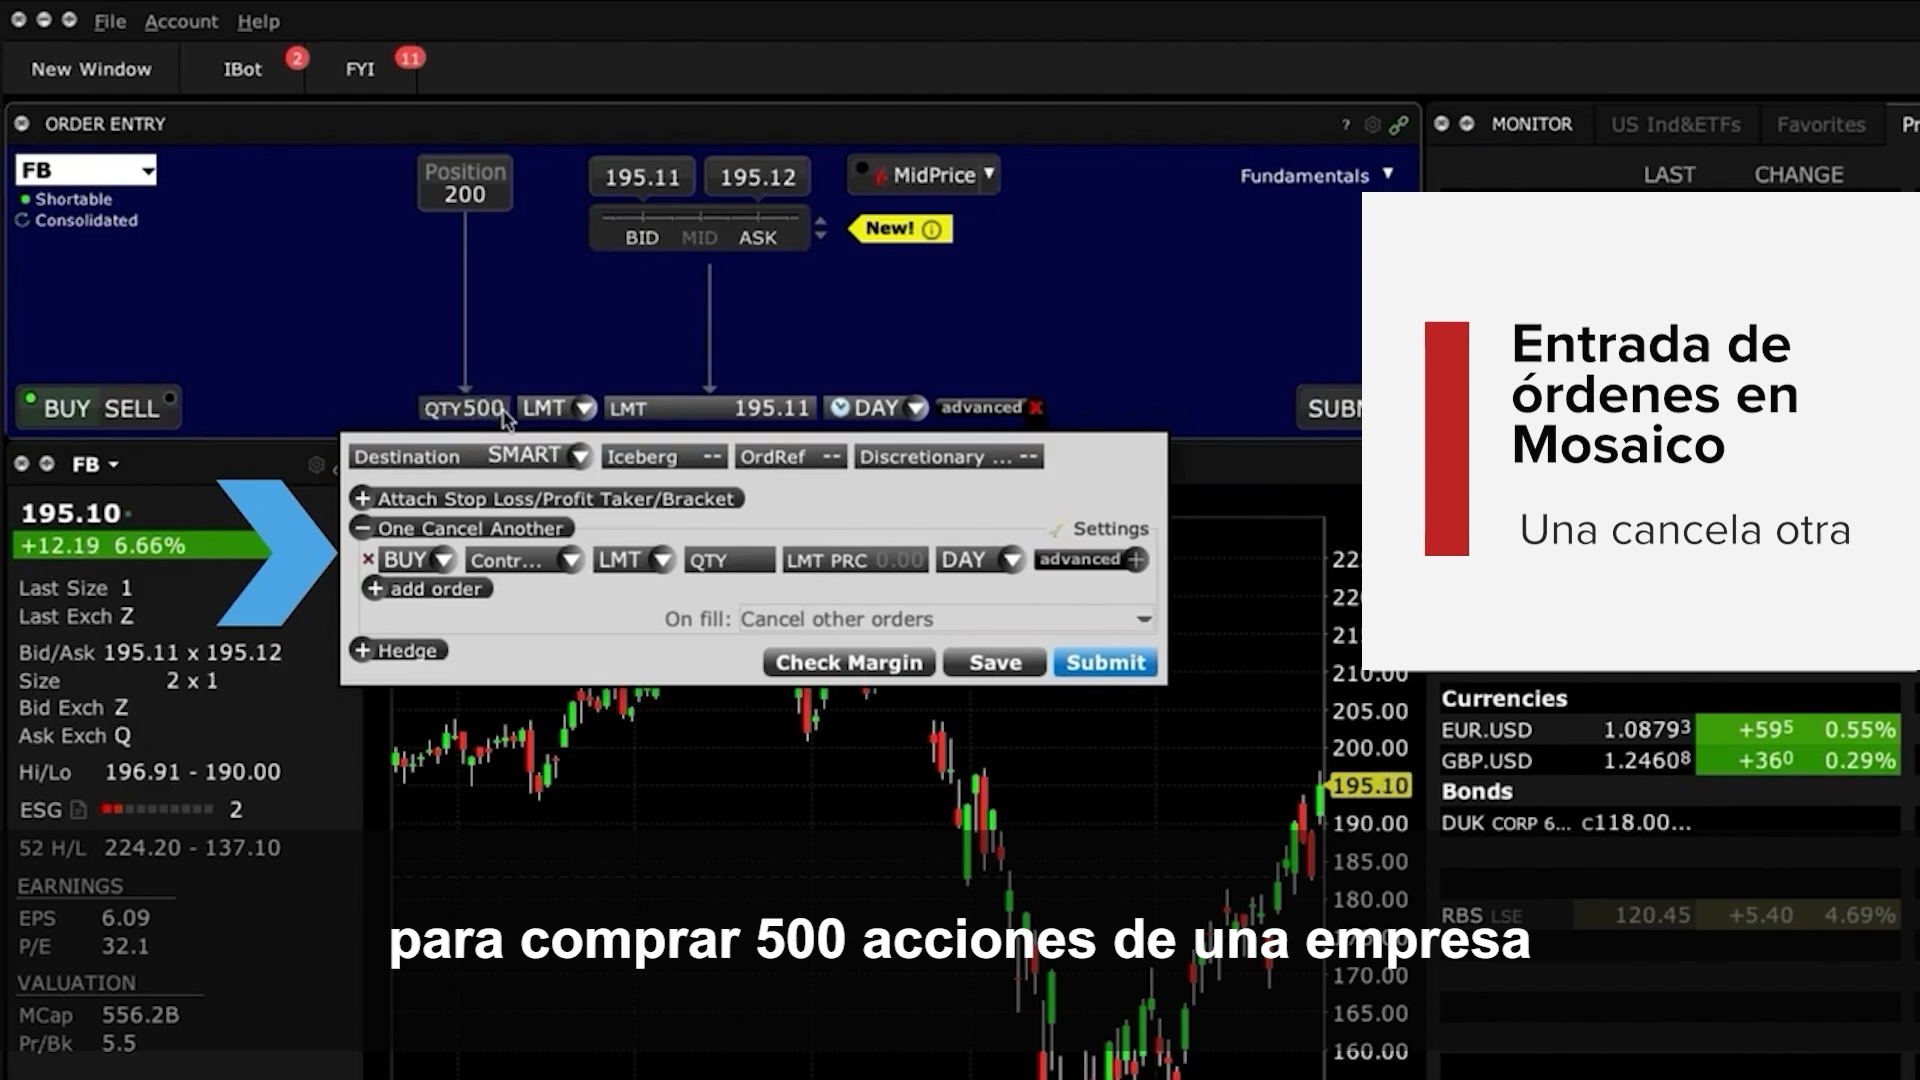 File Account Help
New Window IBot 2 FYI 11
ORDER ENTRY ?
MONITOR US Ind&ETFs Favorites
LAST CHANGE
FB
Shortable
Consolidated
Position
200
195.11 195.12
BID MID ASK
MidPrice
New!
Fundamentals
BUY SELL
QTY 500 LMT LMT 195.11 DAY advanced x
Destination SMART Iceberg -- OrdRef -- Discretionary ... --
+ Attach Stop Loss/Profit Taker/Bracket
− One Cancel Another
Settings
x BUY Contr... LMT QTY LMT PRC 0.00 DAY advanced +
+ add order
On fill: Cancel other orders
+ Hedge
Check Margin Save Submit
Entrada de
órdenes en
Mosaico
Una cancela otra
FB
195.10
+12.19 6.66%
Last Size 1
Last Exch Z
Bid/Ask 195.11 x 195.12
Size 2 x 1
Bid Exch Z
Ask Exch Q
Hi/Lo 196.91 - 190.00
ESG 2
52 H/L 224.20 - 137.10
EARNINGS
EPS 6.09
P/E 32.1
VALUATION
MCap 556.2B
Pr/Bk 5.5
210.00
205.00
200.00
195.10
190.00
185.00
180.00
170.00
165.00
160.00
Currencies
EUR.USD 1.08793 +595 0.55%
GBP.USD 1.24608 +360 0.29%
Bonds
DUK CORP 6... c118.00...
RBS LSE 120.45 +5.40 4.69%
para comprar 500 acciones de una empresa